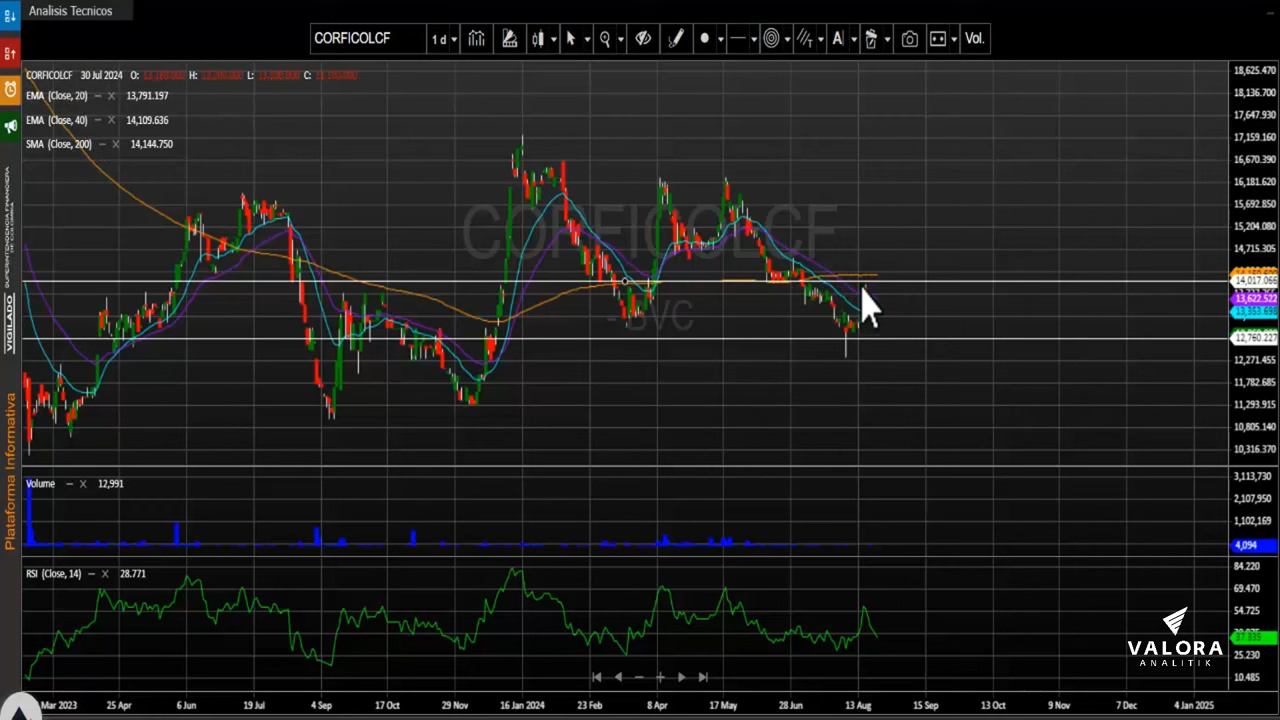 Analisis Tecnicos
CORFICOLCF 1 d Vol.
CORFICOLCF 30 Jul 2024 O: H: L: C:
EMA (Close, 20) — X 13,791.197
EMA (Close, 40) — X 14,109.636
SMA (Close, 200) — X 14,144.750
CORFICOLCF
- BVC
18,625.470
18,136.700
17,647.930
17,159.160
16,670.390
16,181.620
15,692.850
15,204.080
14,715.305
14,017.066
13,622.522
12,760.227
12,271.455
11,782.685
11,293.915
10,805.140
10,316.370
Volume — X 12,991
3,113,730
2,107,950
1,102,169
4,094
RSI (Close, 14) — X 28.771
84.220
69.470
54.725
37.335
25.230
10.485
Mar 2023 25 Apr 6 Jun 19 Jul 4 Sep 17 Oct 29 Nov 16 Jan 2024 23 Feb 8 Apr 17 May 28 Jun 13 Aug 15 Sep 13 Oct 9 Nov 7 Dec 4 Jan 2025
VIGILADO SUPERINTENDENCIA FINANCIERA DE COLOMBIA
Plataforma Informativa
VALORA
ANALITIK